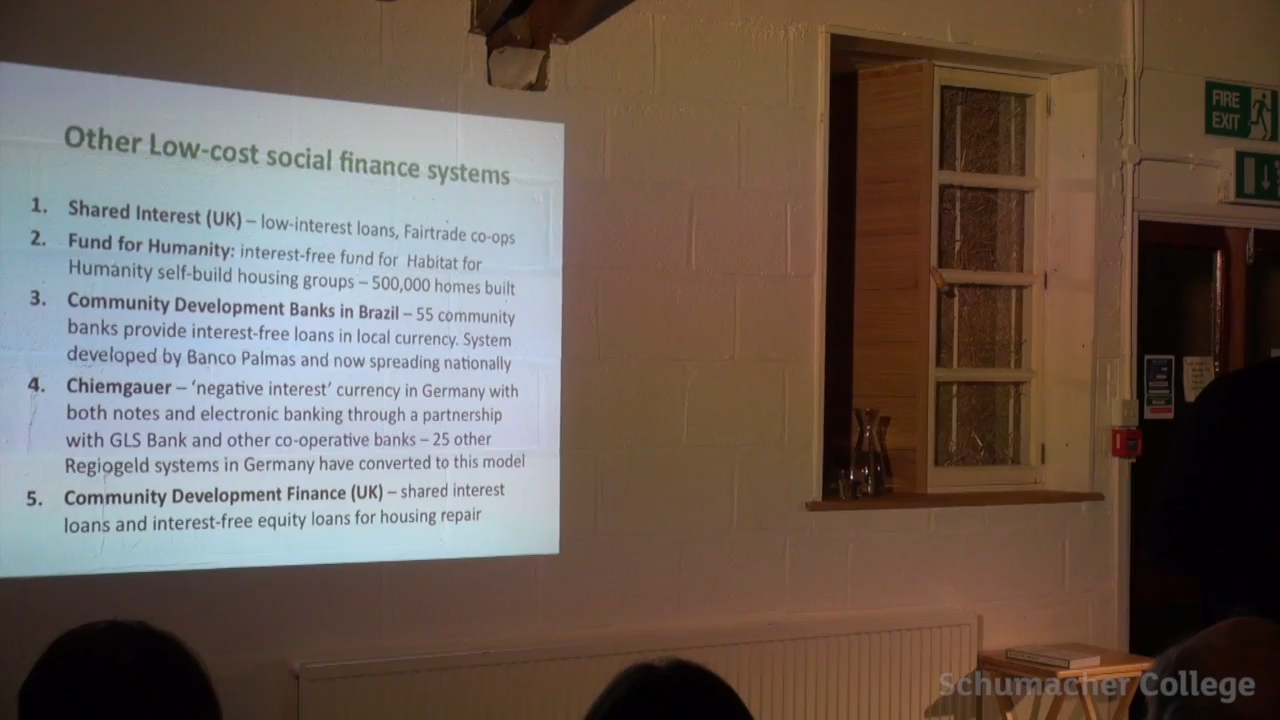 Other Low-cost social finance systems
1. Shared Interest (UK) – low-interest loans, Fairtrade co-ops
2. Fund for Humanity: interest-free fund for Habitat for
Humanity self-build housing groups – 500,000 homes built
3. Community Development Banks in Brazil – 55 community
banks provide interest-free loans in local currency. System
developed by Banco Palmas and now spreading nationally
4. Chiemgauer – ‘negative interest’ currency in Germany with
both notes and electronic banking through a partnership
with GLS Bank and other co-operative banks – 25 other
Regiogeld systems in Germany have converted to this model
5. Community Development Finance (UK) – shared interest
loans and interest-free equity loans for housing repair
FIRE
EXIT
Schumacher College